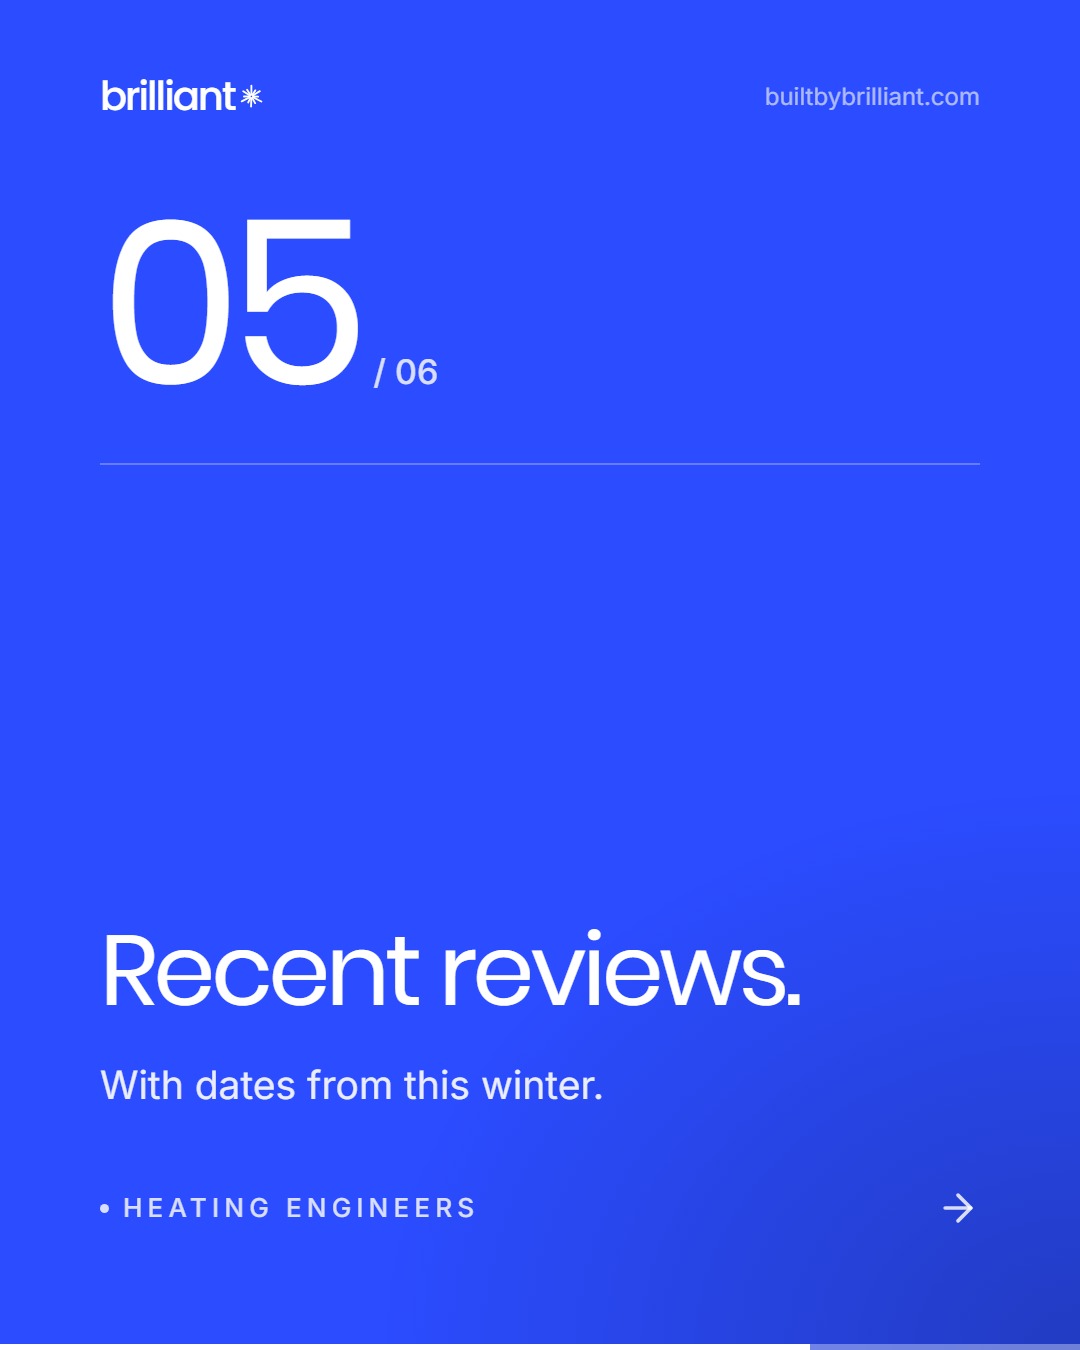 brilliant
builtbybrilliant.com
05 / 06
Recent reviews.
With dates from this winter.
• HEATING ENGINEERS